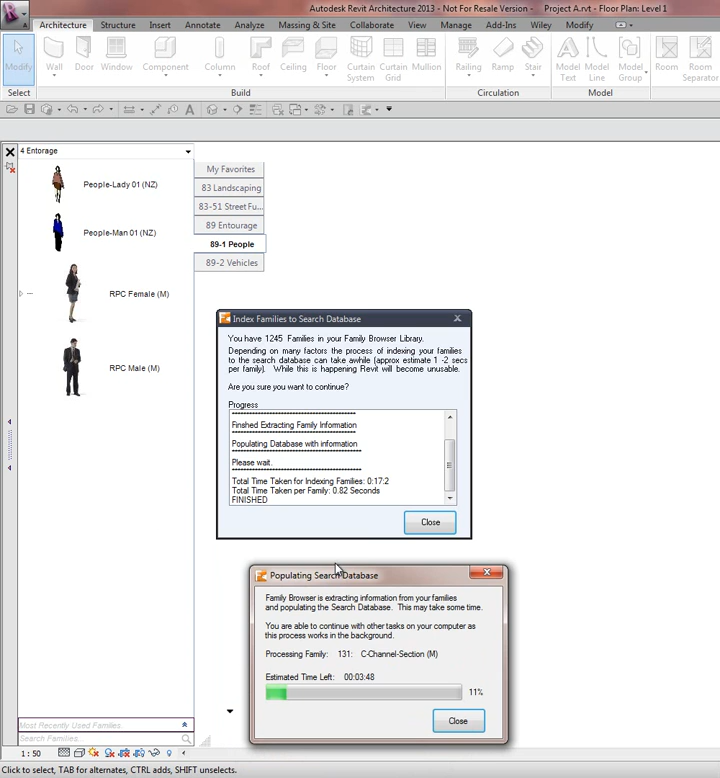 Autodesk Revit Architecture 2013 - Not For Resale Version - Project A.rvt - Floor Plan: Level 1
Architecture Structure Insert Annotate Analyze Massing & Site Collaborate View Manage Add-Ins Wiley Modify
Modify Wall Door Window Component Column Roof Ceiling Floor Curtain System Curtain Grid Mullion Railing Ramp Stair Model Text Model Line Model Group Room Room Separator
Select Build Circulation Model
4 Entorage
My Favorites
People-Lady 01 (NZ)
83 Landscaping
83-51 Street Fu...
89 Entourage
People-Man 01 (NZ)
89-1 People
89-2 Vehicles
RPC Female (M)
RPC Male (M)
Index Families to Search Database
You have 1245 Families in your Family Browser Library.
Depending on many factors the process of indexing your families
to the search database can take awhile (approx estimate 1 -2 secs
per family). While this is happening Revit will become unusable.
Are you sure you want to continue?
Progress
Finshed Extracting Family Information
Populating Database with information
Please wait.
Total Time Taken for Indexing Families: 0:17:2
Total Time Taken per Family: 0.82 Seconds
FINISHED
Close
Populating Search Database
Family Browser is extracting information from your families
and populating the Search Database. This may take some time.
You are able to continue with other tasks on your computer as
this process works in the background.
Processing Family: 131: C-Channel-Section (M)
Estimated Time Left: 00:03:48
11%
Close
Most Recently Used Families
Search Families
1 : 50
Click to select, TAB for alternates, CTRL adds, SHIFT unselects.